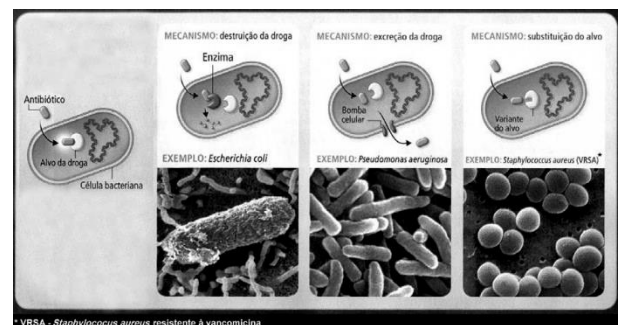 Antibiótico
Alvo da droga
Célula bacteriana
MECANISMO: destruição da droga
Enzima
EXEMPLO: Escherichia coli
MECANISMO: excreção da droga
Bomba
celular
EXEMPLO: Pseudomonas aeruginosa
MECANISMO: substituição do alvo
Variante
do alvo
EXEMPLO: Staphylococcus aureus (VRSA)*
* VRSA - Staphylococcus aureus resistente à vancomicina